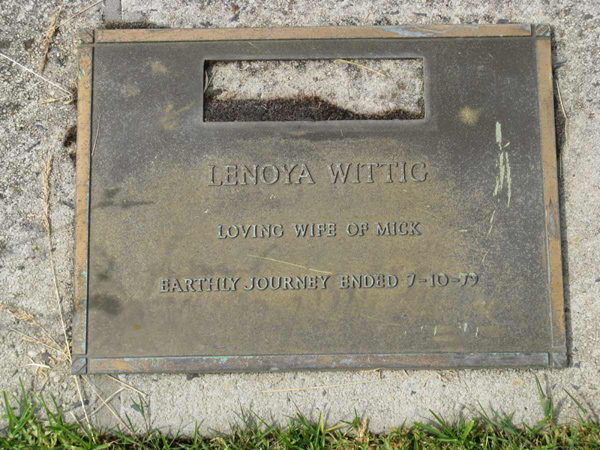 LENOYA WITTIG
LOVING WIFE OF MICK
EARTHLY JOURNEY ENDED 7-10-79